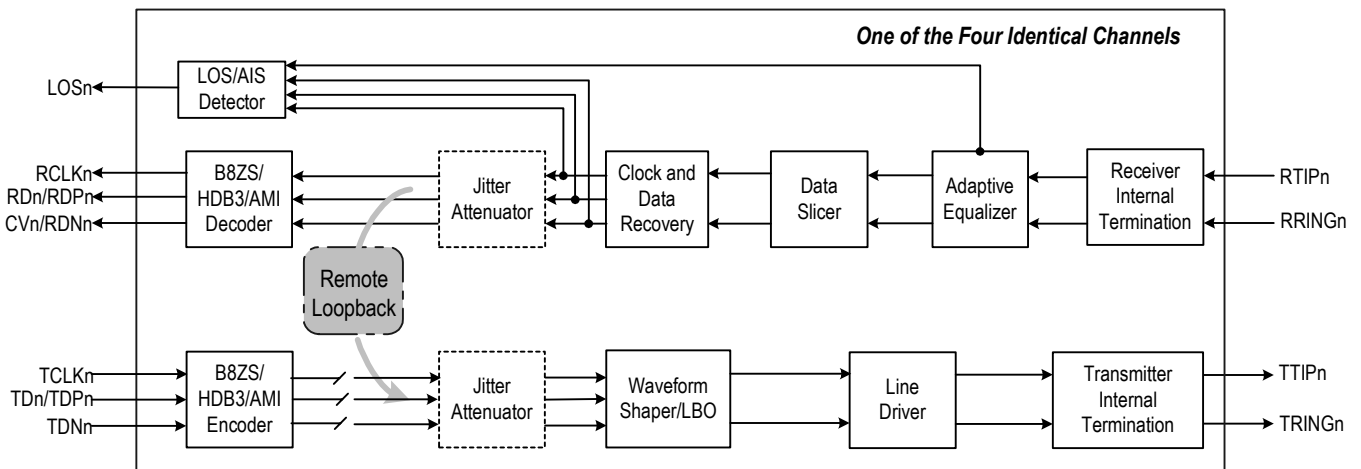 One of the Four Identical Channels
LOSn
LOS/AIS
Detector
RCLKn
RDn/RDPn
CVn/RDNn
B8ZS/
HDB3/AMI
Decoder
Jitter
Attenuator
Clock and
Data
Recovery
Data
Slicer
Adaptive
Equalizer
Receiver
Internal
Termination
RTIPn
RRINGn
Remote
Loopback
TCLKn
TDn/TDPn
TDNn
B8ZS/
HDB3/AMI
Encoder
Jitter
Attenuator
Waveform
Shaper/LBO
Line
Driver
Transmitter
Internal
Termination
TTIPn
TRINGn